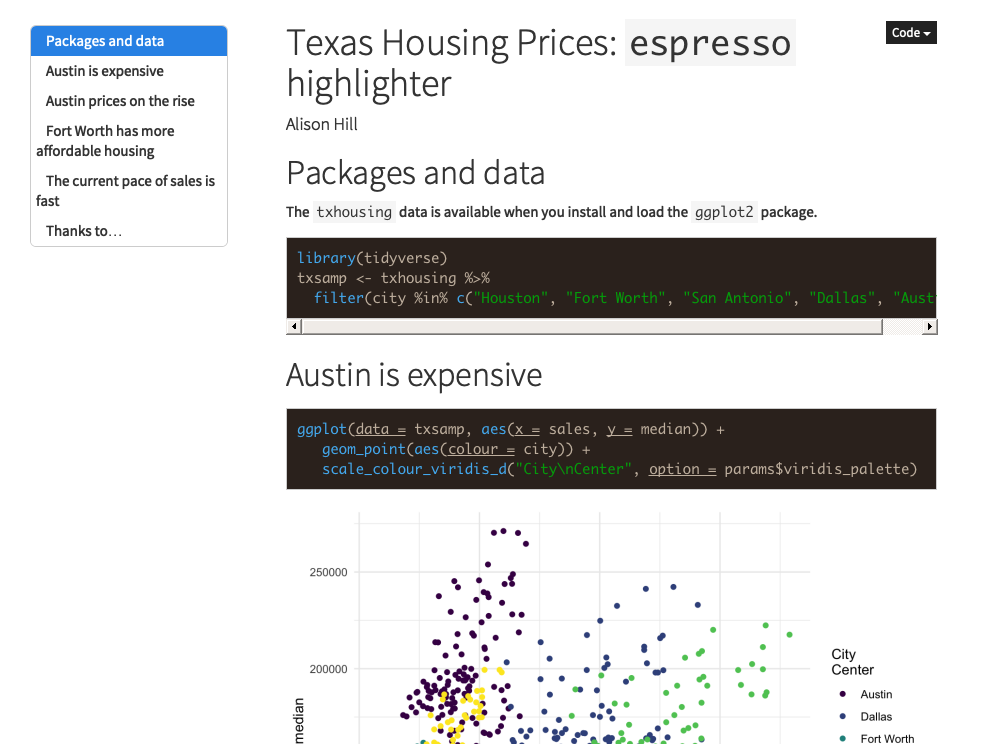 Packages and data
Austin is expensive
Austin prices on the rise
Fort Worth has more
affordable housing
The current pace of sales is
fast
Thanks to…
Texas Housing Prices: espresso
highlighter
Code
Alison Hill
Packages and data
The txhousing data is available when you install and load the ggplot2 package.
library(tidyverse)
txsamp <- txhousing %>%
filter(city %in% c("Houston", "Fort Worth", "San Antonio", "Dallas", "Aust
Austin is expensive
ggplot(data = txsamp, aes(x = sales, y = median)) +
geom_point(aes(colour = city)) +
scale_colour_viridis_d("City\nCenter", option = params$viridis_palette)
250000
200000
median
City
Center
Austin
Dallas
Fort Worth